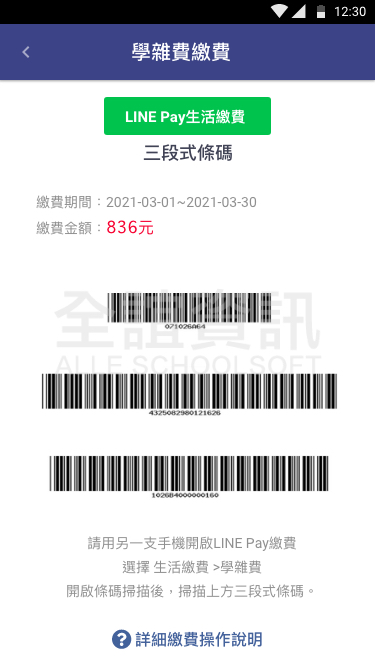 12:30
學雜費繳費
LINE Pay生活繳費
三段式條碼
繳費期間：2021-03-01~2021-03-30
繳費金額：836元
全誼資訊
071026A64
ALLE SCHOOLSOFT
4325082980121626
1026B4000000160
請用另一支手機開啟LINE Pay繳費
選擇 生活繳費 >學雜費
開啟條碼掃描後，掃描上方三段式條碼。
? 詳細繳費操作說明